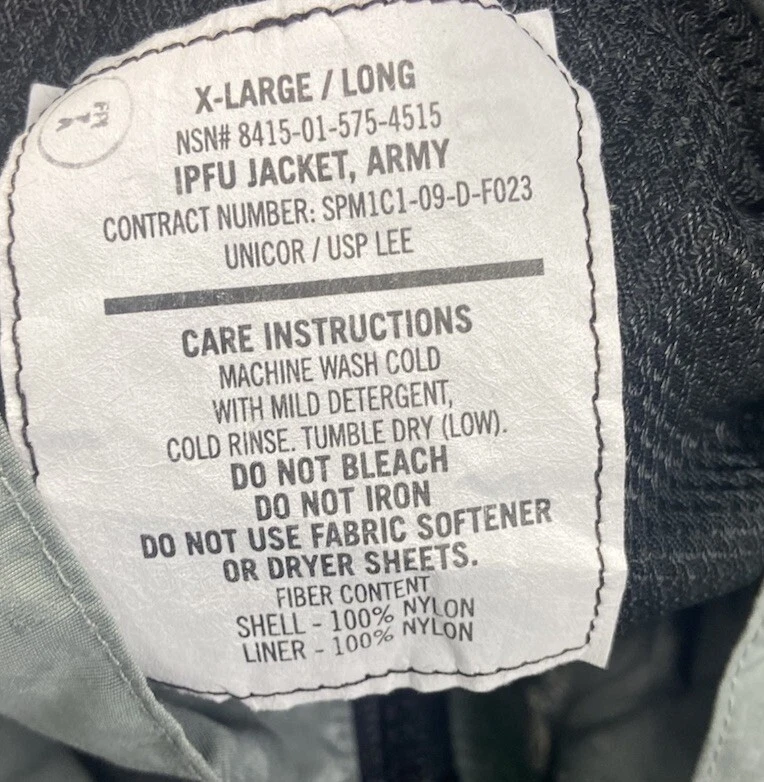 X-LARGE / LONG
NSN# 8415-01-575-4515
IPFU JACKET, ARMY
CONTRACT NUMBER: SPM1C1-09-D-F023
UNICOR / USP LEE
CARE INSTRUCTIONS
MACHINE WASH COLD
WITH MILD DETERGENT,
COLD RINSE. TUMBLE DRY (LOW).
DO NOT BLEACH
DO NOT IRON
DO NOT USE FABRIC SOFTENER
OR DRYER SHEETS.
FIBER CONTENT
SHELL - 100% NYLON
LINER - 100% NYLON